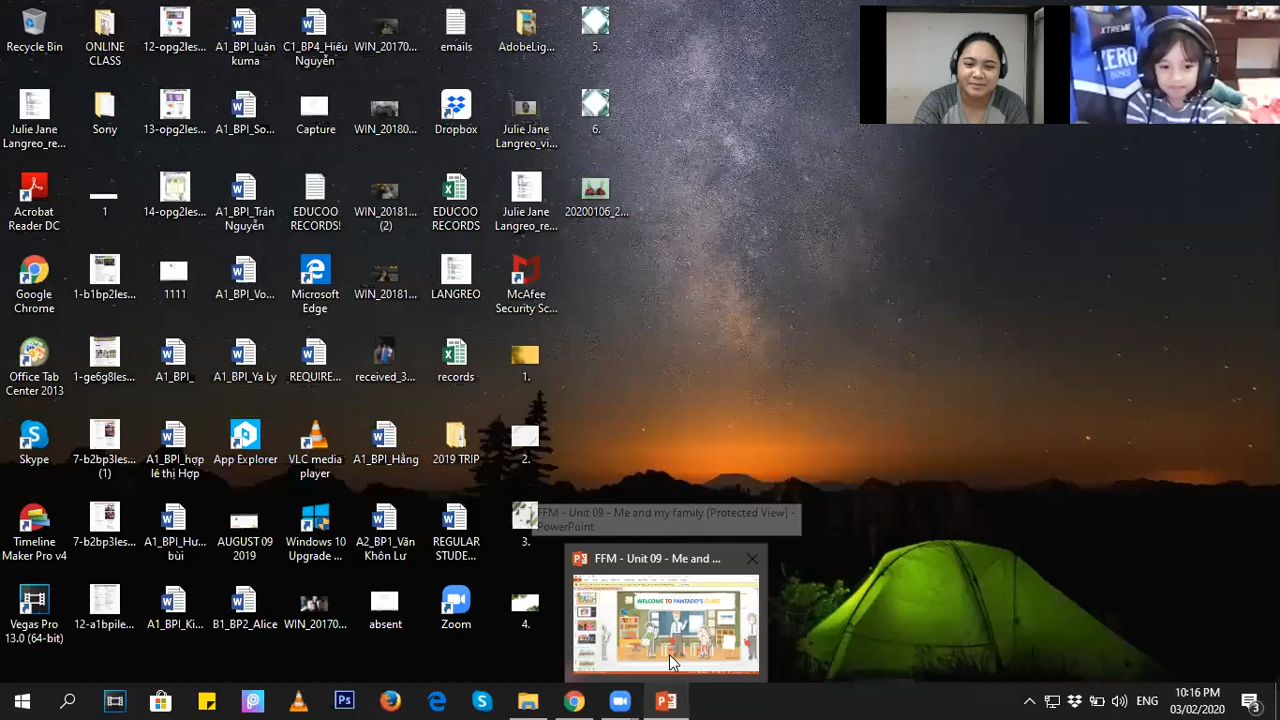 Recycle Bin
ONLINE
CLASS
12-opg2les...
A1_BPI_luậ...
kuma
C1_BP4_Hiếu
Nguyễn
WIN_20170...
emails
AdobeLig...
5.
Julie Jane
Langreo_re...
Sony
13-opg2les...
A1_BPI_So...
Capture
WIN_20180...
Dropbox
Julie Jane
Langreo_vi...
6.
Acrobat
Reader DC
1
14-opg2les...
A1_BPI_Trân
Nguyễn
EDUCOO
RECORDS!
WIN_20181...
(2)
EDUCOO
RECORDS
Julie Jane
Langreo_re...
20200106_2...
Google
Chrome
1-b1bp2les...
1111
A1_BPI_Vo...
Microsoft
Edge
WIN_20181...
LANGREO
McAfee
Security Sc...
Office Tab
Center 2013
1-ge6g8les...
A1_BPI_
A1_BPI_Ya Ly
REQUIRE...
received_3...
records
1.
Skype
7-b2bp3les...
(1)
A1_BPI_hợp
lê thị Hợp
App Explorer
VLC media
player
A1_BPI_Hằng
2019 TRIP
2.
Timeline
Maker Pro v4
7-b2bp3les...
A1_BPI_Hư...
bùi
AUGUST 09
2019
Windows 10
Upgrade ...
A2_BP1_Văn
Khôn Lư
REGULAR
STUDE...
3.
FFM - Unit 09 - Me and my family [Protected View] -
PowerPoint
Vegas Pro
13.0 (64-bit)
12-a1bpile...
A1_BPI_Ki...
B1_BP2_Alice
WIN_20170...
absent
Zoom
4.
FFM - Unit 09 - Me and ...
WELCOME TO PANTADO'S CLASS
XTREME
ZERO
ENG
10:16 PM
03/02/2020
3